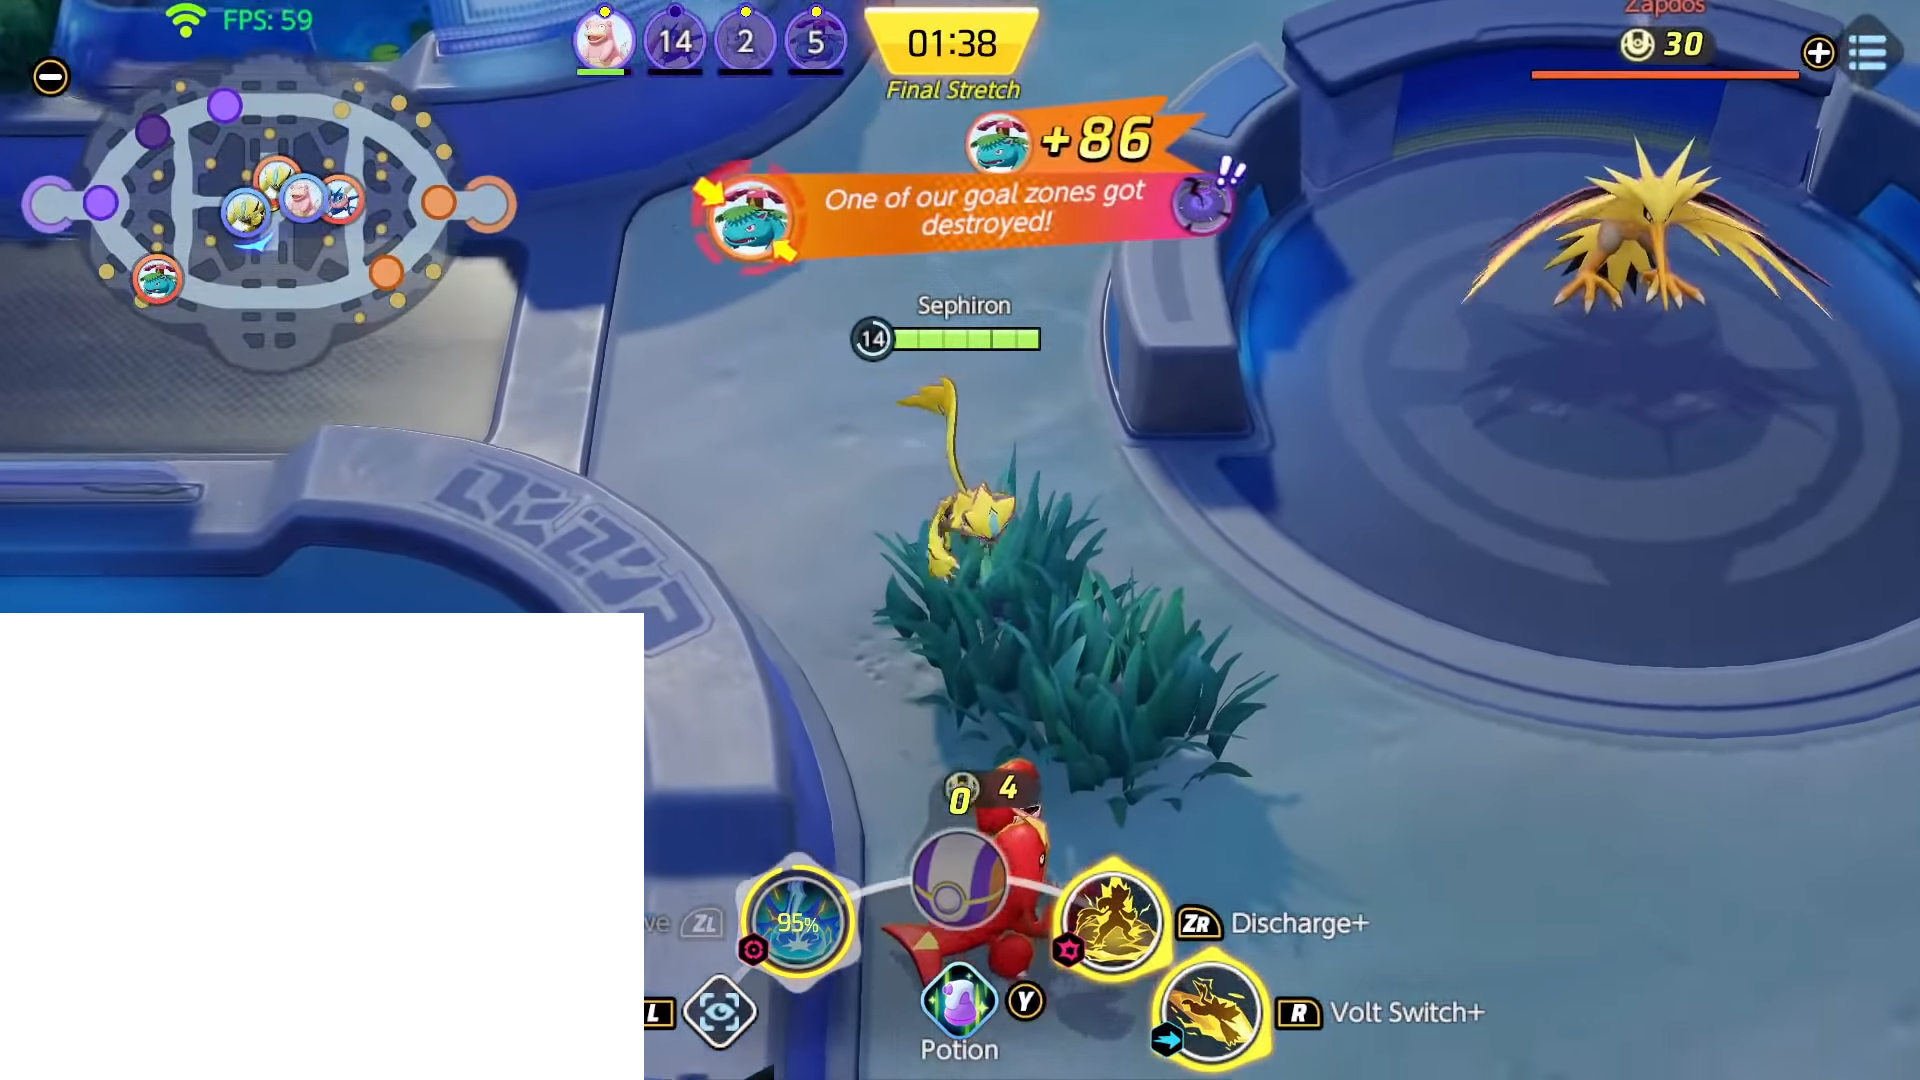 FPS: 59
14
2
5
01:38
Final Stretch
Zapdos
30
+86
One of our goal zones got
destroyed!
Sephiron
14
0
4
95%
ve
ZL
ZR
Discharge+
L
Y
R
Volt Switch+
Potion